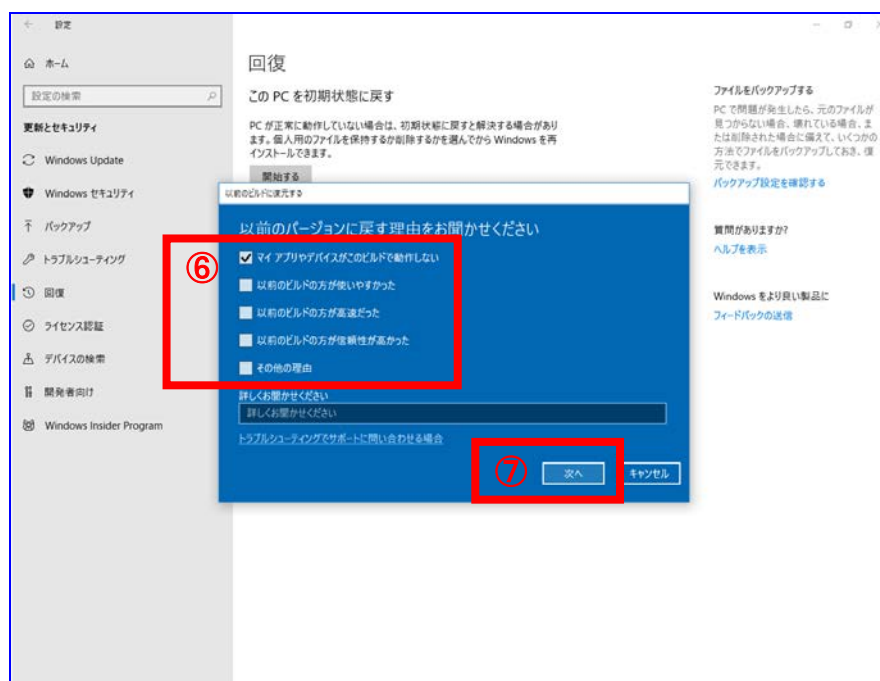 設定
ホーム
設定の検索
更新とセキュリティ
Windows Update
Windows セキュリティ
バックアップ
トラブルシューティング
回復
ライセンス認証
デバイスの検索
開発者向け
Windows Insider Program
回復
この PC を初期状態に戻す
PC が正常に動作していない場合は、初期状態に戻すと解決する場合があり
ます。個人用のファイルを保持するか削除するかを選んでから Windows を再
インストールできます。
開始する
以前のビルドに復元する
以前のバージョンに戻す理由をお聞かせください
⑥
マイ アプリやデバイスがこのビルドで動作しない
以前のビルドの方が使いやすかった
以前のビルドの方が高速だった
以前のビルドの方が信頼性が高かった
その他の理由
詳しくお聞かせください
詳しくお聞かせください
トラブルシューティングでサポートに問い合わせる場合
⑦
次へ
キャンセル
ファイルをバックアップする
PC で問題が発生したら、元のファイルが
見つからない場合、壊れている場合、ま
たは削除された場合に備えて、いくつかの
方法でファイルをバックアップしておき、復
元できます。
バックアップ設定を確認する
質問がありますか?
ヘルプを表示
Windows をより良い製品に
フィードバックの送信